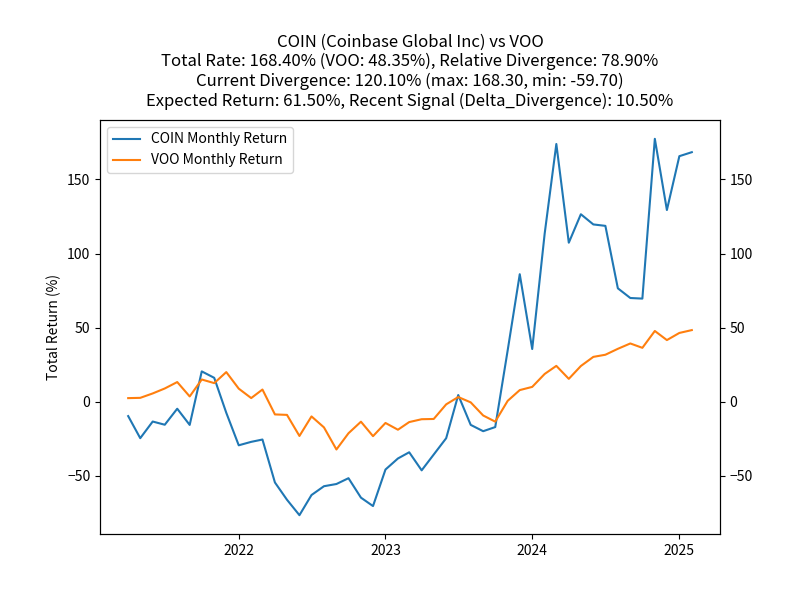 COIN (Coinbase Global Inc) vs VOO
Total Rate: 168.40% (VOO: 48.35%), Relative Divergence: 78.90%
Current Divergence: 120.10% (max: 168.30, min: -59.70)
Expected Return: 61.50%, Recent Signal (Delta_Divergence): 10.50%
COIN Monthly Return
VOO Monthly Return
150 150
100 100
50 50
0 0
−50 −50
Total Return (%)
2022 2023 2024 2025